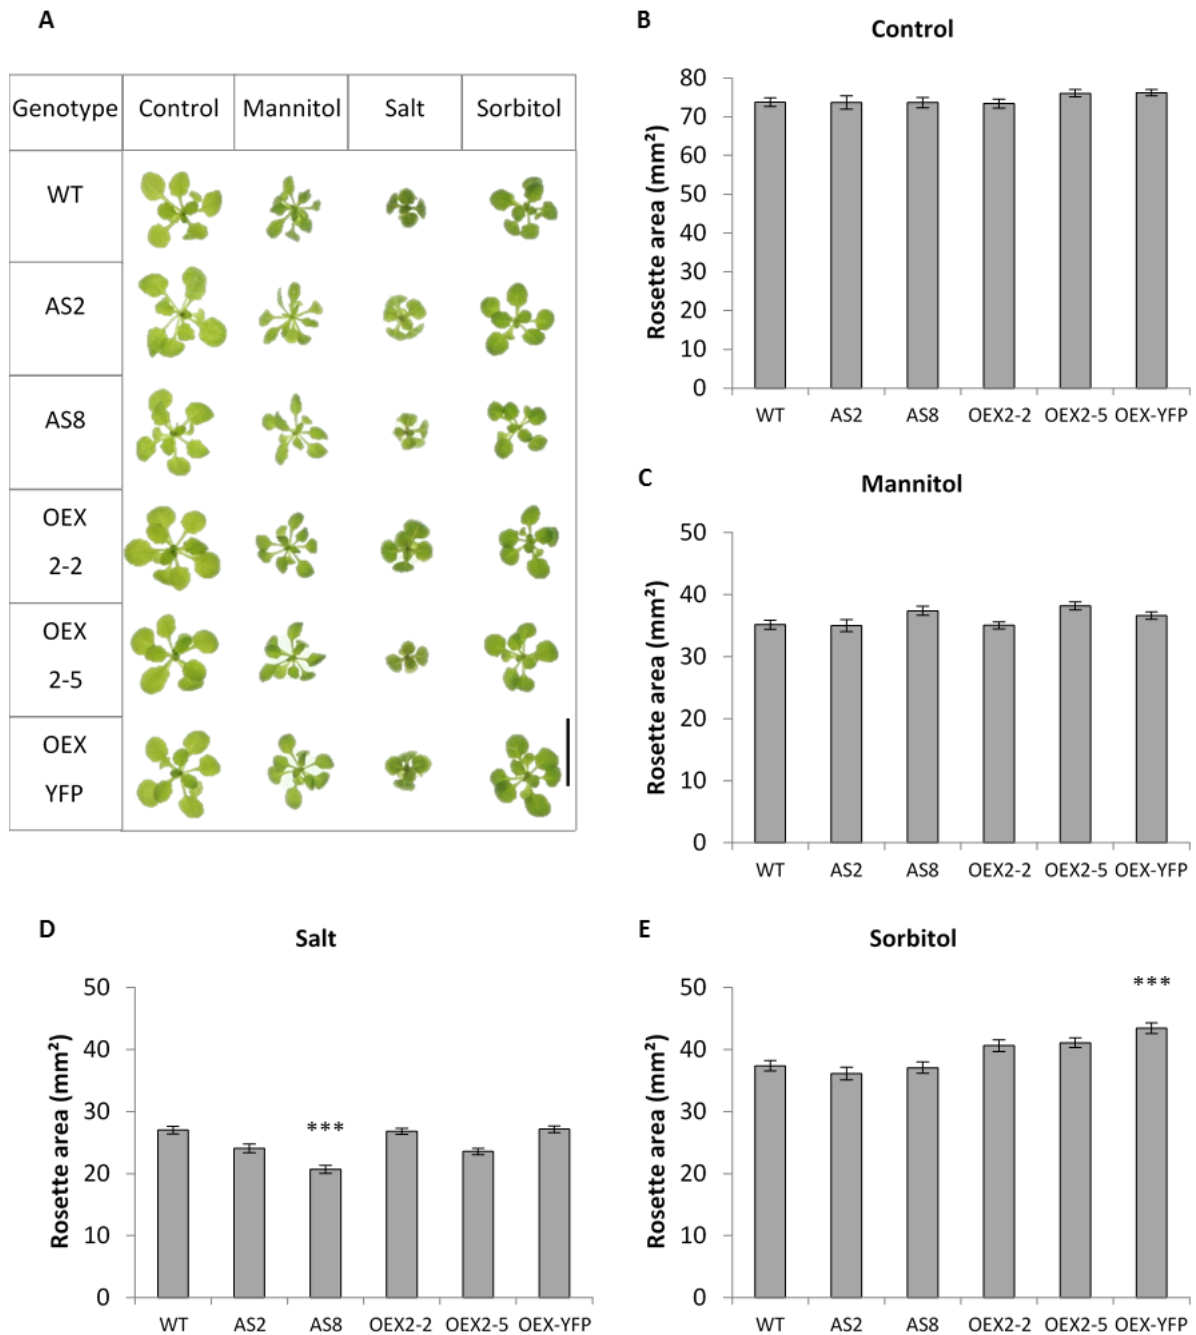 A
Genotype Control Mannitol Salt Sorbitol
WT
AS2
AS8
OEX
2-2
OEX
2-5
OEX
YFP
B
Control
Rosette area (mm²)
80
70
60
50
40
30
20
10
0
WT AS2 AS8 OEX2-2 OEX2-5 OEX-YFP
C
Mannitol
Rosette area (mm²)
50
40
30
20
10
0
WT AS2 AS8 OEX2-2 OEX2-5 OEX-YFP
D
Salt
Rosette area (mm²)
50
40
30
20
10
0
***
WT AS2 AS8 OEX2-2 OEX2-5 OEX-YFP
E
Sorbitol
Rosette area (mm²)
50
40
30
20
10
0
***
WT AS2 AS8 OEX2-2 OEX2-5 OEX-YFP